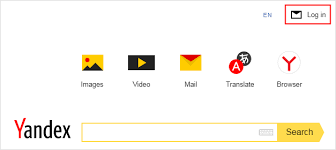 EN Log in
Images Video Mail Translate Browser
Yandex Search